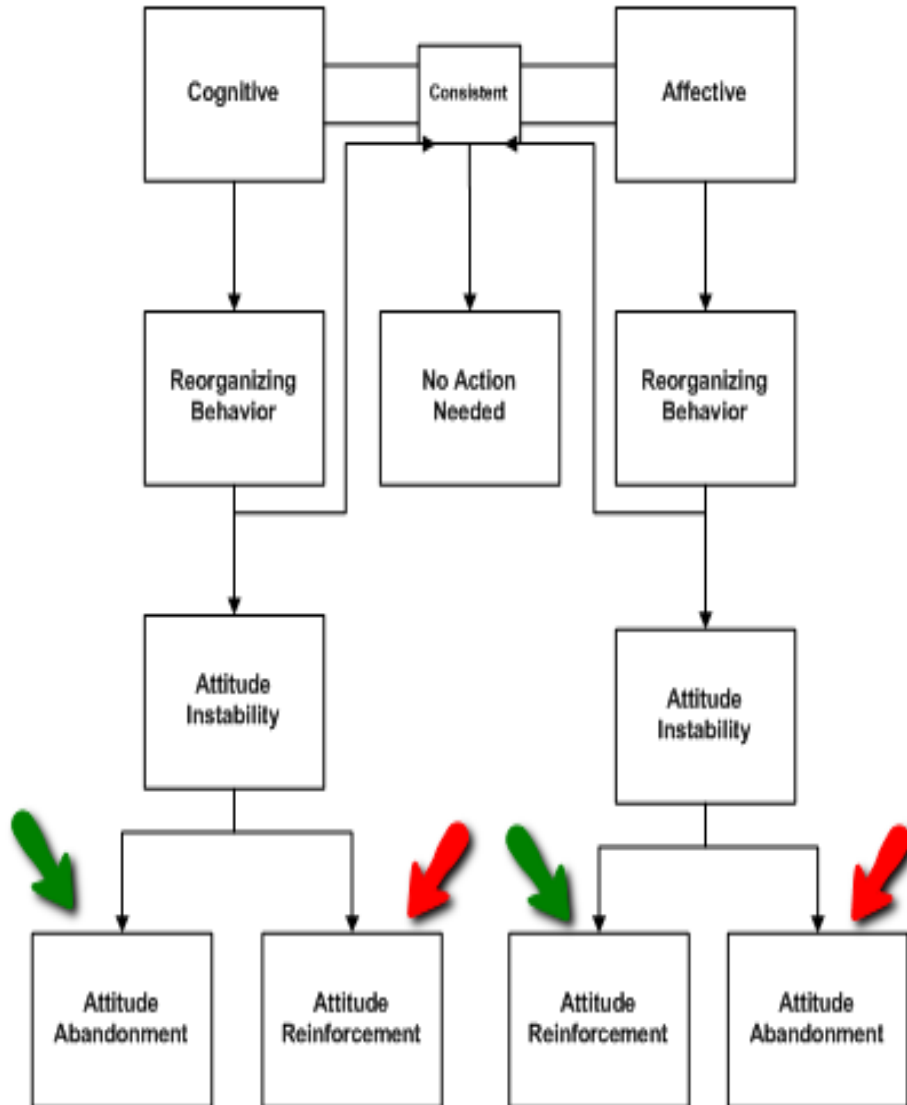 Cognitive
Consistent
Affective
Reorganizing
Behavior
No Action
Needed
Reorganizing
Behavior
Attitude
Instability
Attitude
Instability
Attitude
Abandonment
Attitude
Reinforcement
Attitude
Reinforcement
Attitude
Abandonment